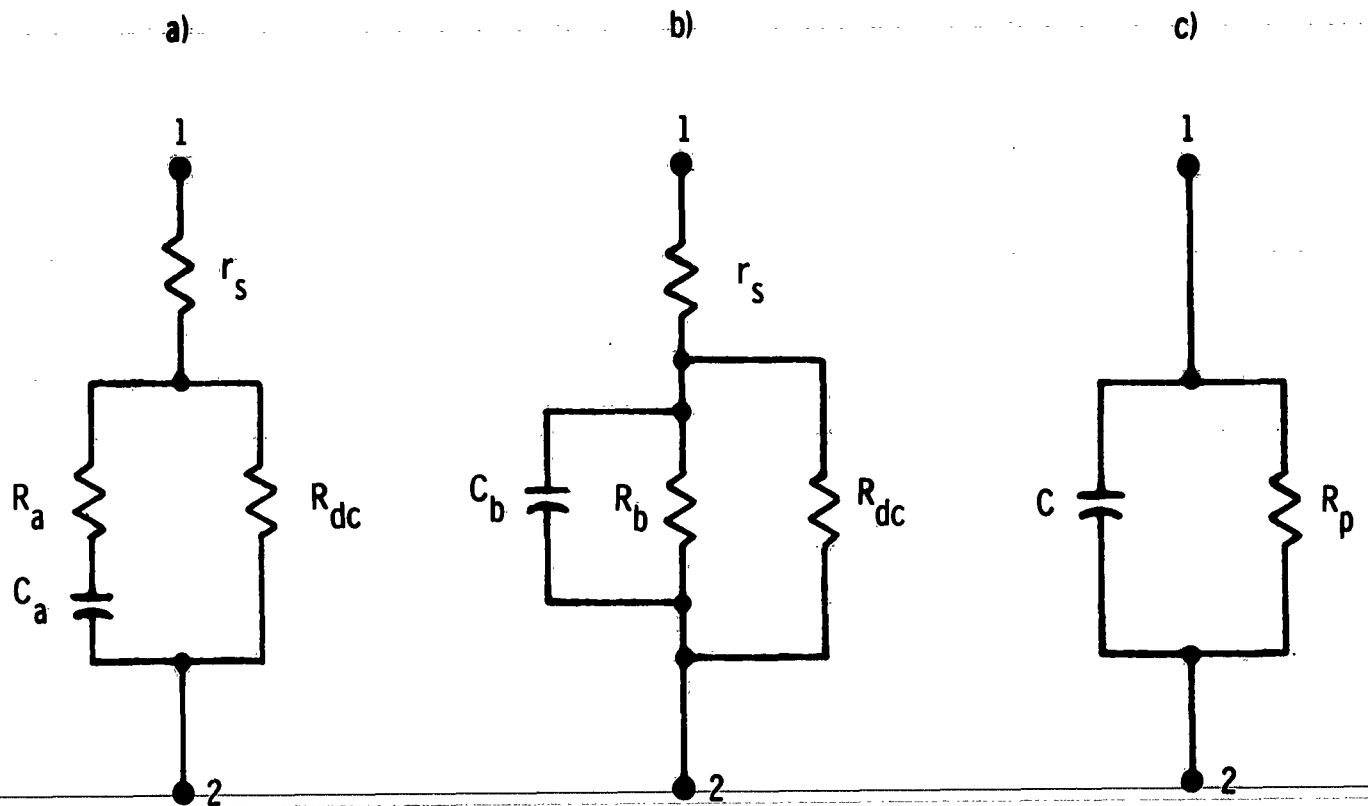 a) b) c)
1 1 1
r_s r_s
R_a R_dc C_b R_b R_dc C R_p
C_a
2 2 2